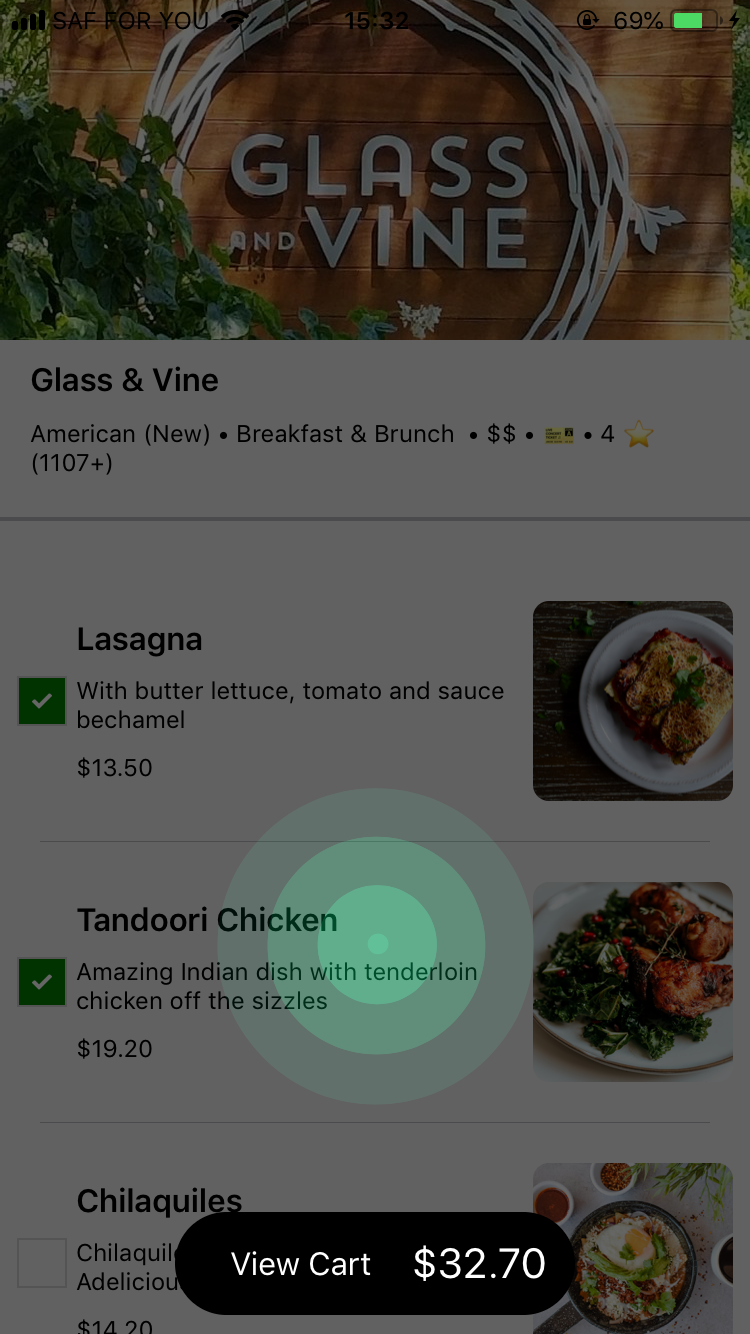 SAF FOR YOU 15:32 69%
GLASS
AND VINE
Glass & Vine
American (New) • Breakfast & Brunch • $$ • 🎫 • 4 ⭐
(1107+)
Lasagna
With butter lettuce, tomato and sauce
bechamel
$13.50
Tandoori Chicken
Amazing Indian dish with tenderloin
chicken off the sizzles
$19.20
Chilaquiles
Chilaquil
Adeliciou
$14.20
View Cart $32.70